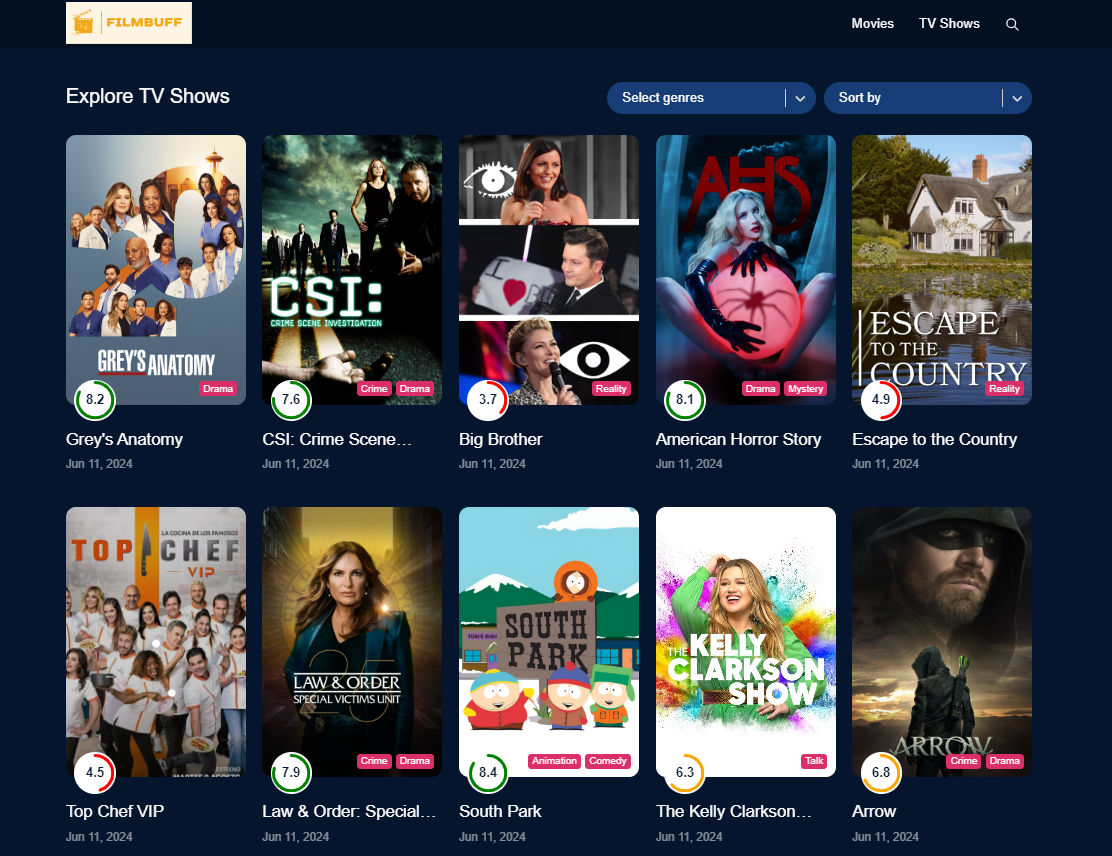 FILMBUFF
Movies
TV Shows
Explore TV Shows
Select genres
Sort by
GREY'S ANATOMY
Drama
8.2
Grey's Anatomy
Jun 11, 2024
CSI:
CRIME SCENE INVESTIGATION
Crime
Drama
7.6
CSI: Crime Scene…
Jun 11, 2024
I
Reality
3.7
Big Brother
Jun 11, 2024
AHS
Drama
Mystery
8.1
American Horror Story
Jun 11, 2024
ESCAPE
TO THE
COUNTRY
Reality
4.9
Escape to the Country
Jun 11, 2024
LA COCINA DE LOS FAMOSOS
TOP CHEF
VIP
ESTRENO
MARTES 9 AGOSTO
4.5
Top Chef VIP
Jun 11, 2024
25
LAW & ORDER
SPECIAL VICTIMS UNIT
Crime
Drama
7.9
Law & Order: Special…
Jun 11, 2024
TOM'S RHIN
SOUTH
PARK
Animation
Comedy
8.4
South Park
Jun 11, 2024
THE KELLY
CLARKSON
SHOW
Talk
6.3
The Kelly Clarkson…
Jun 11, 2024
ARROW
Crime
Drama
6.8
Arrow
Jun 11, 2024